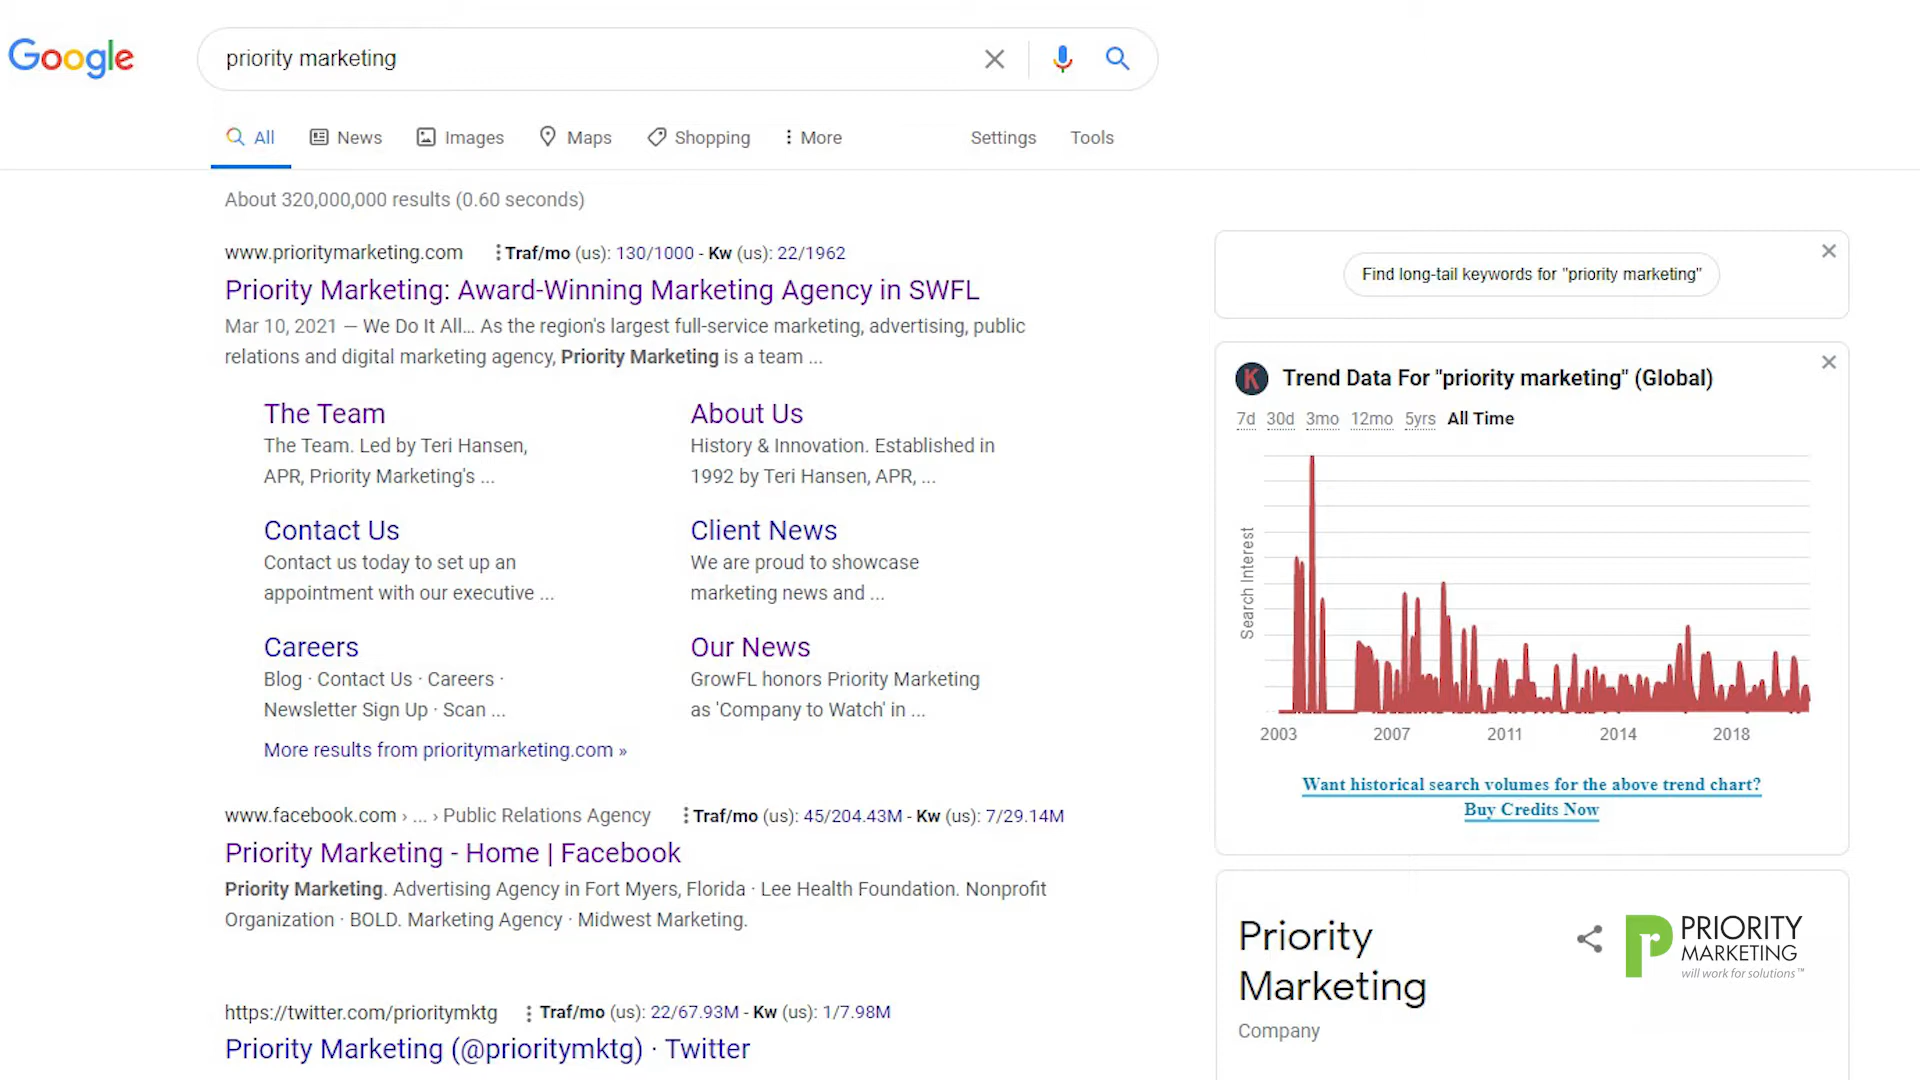 Google
priority marketing
All
News
Images
Maps
Shopping
More
Settings
Tools
About 320,000,000 results (0.60 seconds)
www.prioritymarketing.com
Traf/mo (us): 130/1000 - Kw (us): 22/1962
Priority Marketing: Award-Winning Marketing Agency in SWFL
Mar 10, 2021 — We Do It All... As the region's largest full-service marketing, advertising, public
relations and digital marketing agency, Priority Marketing is a team ...
The Team
The Team. Led by Teri Hansen,
APR, Priority Marketing's ...
About Us
History & Innovation. Established in
1992 by Teri Hansen, APR, ...
Contact Us
Contact us today to set up an
appointment with our executive ...
Client News
We are proud to showcase
marketing news and ...
Careers
Blog · Contact Us · Careers ·
Newsletter Sign Up · Scan ...
Our News
GrowFL honors Priority Marketing
as 'Company to Watch' in ...
More results from prioritymarketing.com »
www.facebook.com › ... › Public Relations Agency
Traf/mo (us): 45/204.43M - Kw (us): 7/29.14M
Priority Marketing - Home | Facebook
Priority Marketing. Advertising Agency in Fort Myers, Florida · Lee Health Foundation. Nonprofit
Organization · BOLD. Marketing Agency · Midwest Marketing.
https://twitter.com/prioritymktg
Traf/mo (us): 22/67.93M - Kw (us): 1/7.98M
Priority Marketing (@prioritymktg) · Twitter
Find long-tail keywords for "priority marketing"
K
Trend Data For "priority marketing" (Global)
7d 30d 3mo 12mo 5yrs All Time
Search Interest
2003 2007 2011 2014 2018
Want historical search volumes for the above trend chart?
Buy Credits Now
Priority
Marketing
Company
PRIORITY
MARKETING
will work for solutions™